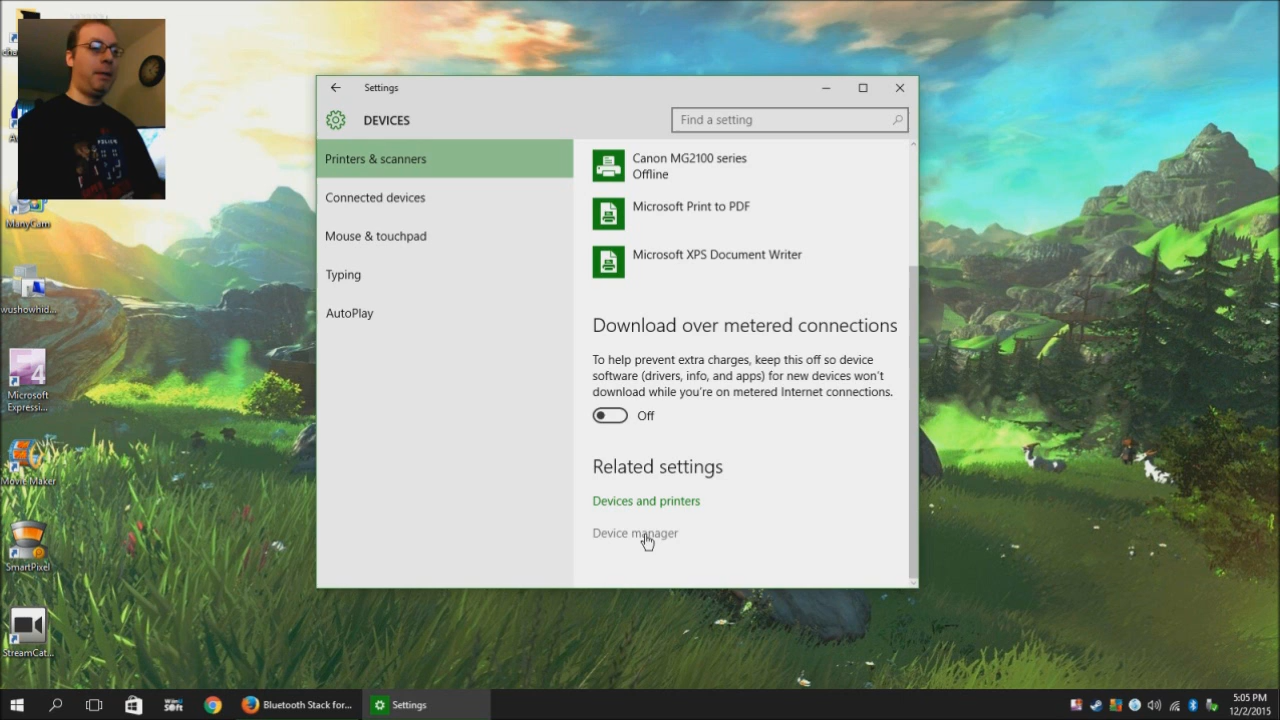 Settings
DEVICES
Find a setting
Printers & scanners
Connected devices
Mouse & touchpad
Typing
AutoPlay
Canon MG2100 series
Offline
Microsoft Print to PDF
Microsoft XPS Document Writer
Download over metered connections
To help prevent extra charges, keep this off so device
software (drivers, info, and apps) for new devices won't
download while you're on metered Internet connections.
Off
Related settings
Devices and printers
Device manager
ManyCam
wushowhid...
Microsoft
Expressi...
Movie Maker
SmartPixel
StreamCat...
Bluetooth Stack for...
Settings
5:05 PM
12/2/2015